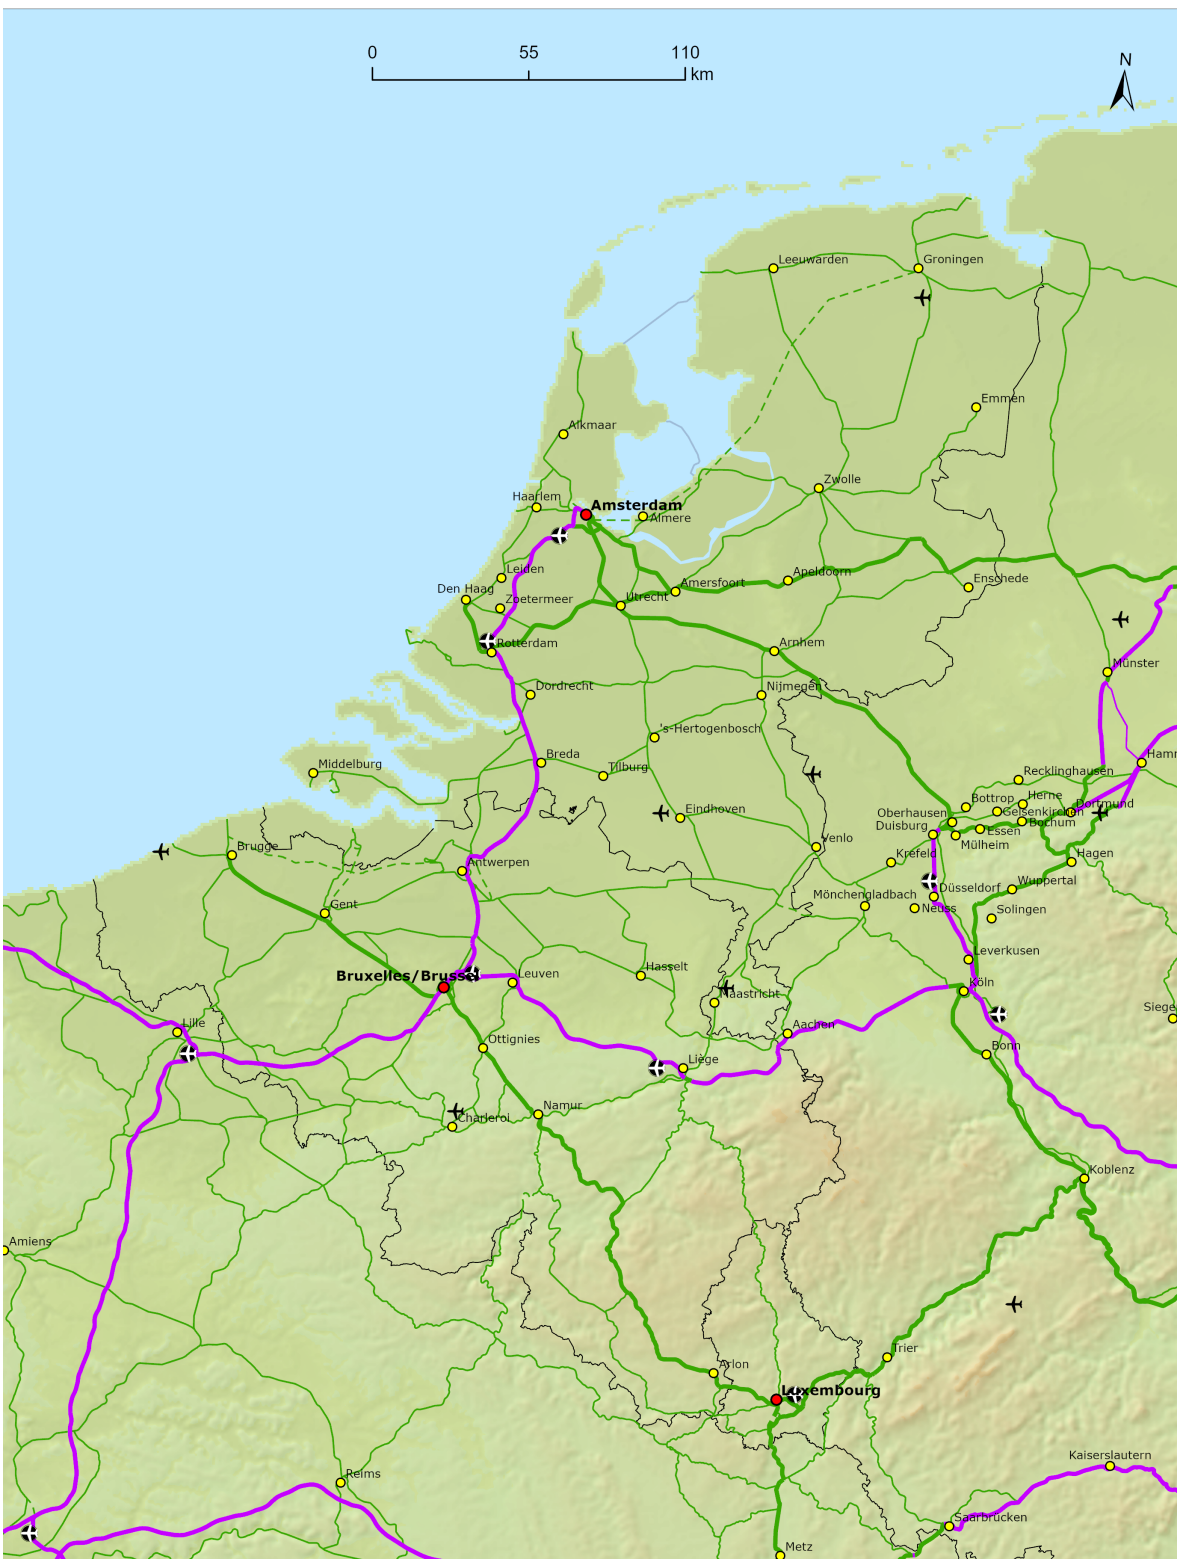 0 55 110
km
N
Leeuwarden
Groningen
Emmen
Alkmaar
Zwolle
Haarlem
Amsterdam
Almere
Leiden
Apeldoorn
Enschede
Amersfoort
Den Haag
Zoetermeer
Utrecht
Rotterdam
Arnhem
Münster
Dordrecht
Nijmegen
's-Hertogenbosch
Breda
Hamr
Middelburg
Tilburg
Recklinghausen
Herne
Bottrop
Dortmund
Eindhoven
Oberhausen
Gelsenkirchen
Duisburg
Bochum
Essen
Mülheim
Brugge
Venlo
Antwerpen
Krefeld
Hagen
Wuppertal
Düsseldorf
Mönchengladbach
Gent
Neuss
Solingen
Leverkusen
Bruxelles/Brussel
Leuven
Hasselt
Köln
Maastricht
Siege
Lille
Aachen
Ottignies
Bonn
Liège
Namur
Charleroi
Koblenz
Amiens
Trier
Arlon
Luxembourg
Kaiserslautern
Reims
Saarbrucken
Metz